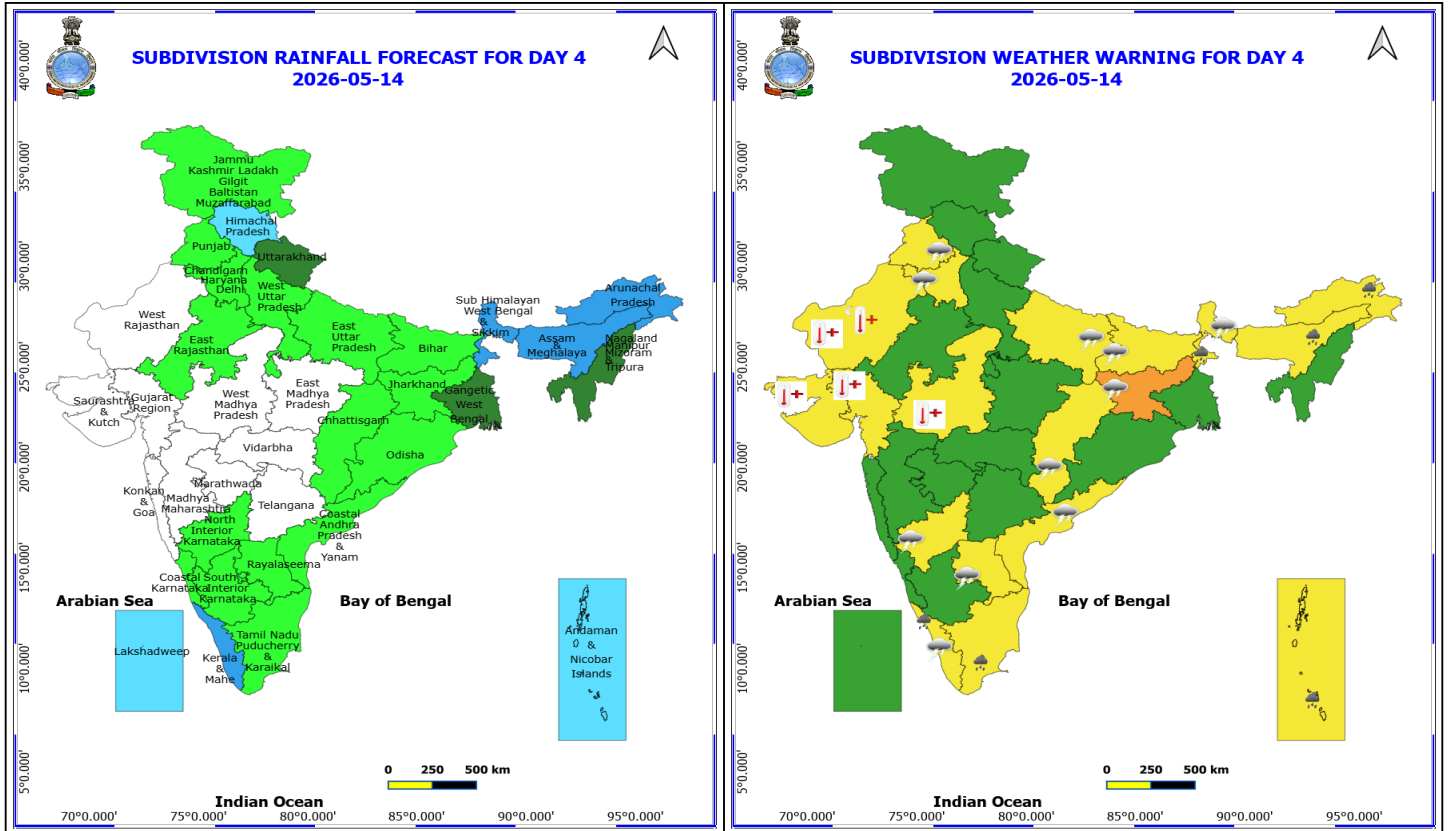 SUBDIVISION RAINFALL FORECAST FOR DAY 4
2026-05-14
40°0.000'
35°0.000'
30°0.000'
25°0.000'
20°0.000'
15°0.000'
10°0.000'
5°0.000'
Jammu
Kashmir Ladakh
Gilgit
Baltistan
Muzaffarabad
Himachal
Pradesh
Punjab
Uttarakhand
Chandigarh
Haryana
Delhi
West
Uttar
Pradesh
West
Rajasthan
East
Rajasthan
East
Uttar
Pradesh
Bihar
Sub Himalayan
West Bengal
&
Sikkim
Arunachal
Pradesh
Assam
&
Meghalaya
Nagaland
Manipur
Mizoram
&
Tripura
Saurashtra
&
Kutch
Gujarat
Region
West
Madhya
Pradesh
East
Madhya
Pradesh
Jharkhand
Gangetic
West
Bengal
Chhattisgarh
Odisha
Vidarbha
Konkan
&
Goa
Madhya
Maharashtra
Marathwada
Telangana
North
Interior
Karnataka
Coastal
Andhra
Pradesh
&
Yanam
Rayalaseema
Coastal
Karnataka
South
Interior
Karnataka
Arabian Sea
Bay of Bengal
Lakshadweep
Kerala
&
Mahe
Tamil Nadu
Puducherry
&
Karaikal
Andaman
&
Nicobar
Islands
0 250 500 km
Indian Ocean
70°0.000' 75°0.000' 80°0.000' 85°0.000' 90°0.000' 95°0.000'
SUBDIVISION WEATHER WARNING FOR DAY 4
2026-05-14
40°0.000'
35°0.000'
30°0.000'
25°0.000'
20°0.000'
15°0.000'
10°0.000'
5°0.000'
Arabian Sea
Bay of Bengal
0 250 500 km
Indian Ocean
70°0.000' 75°0.000' 80°0.000' 85°0.000' 90°0.000' 95°0.000'